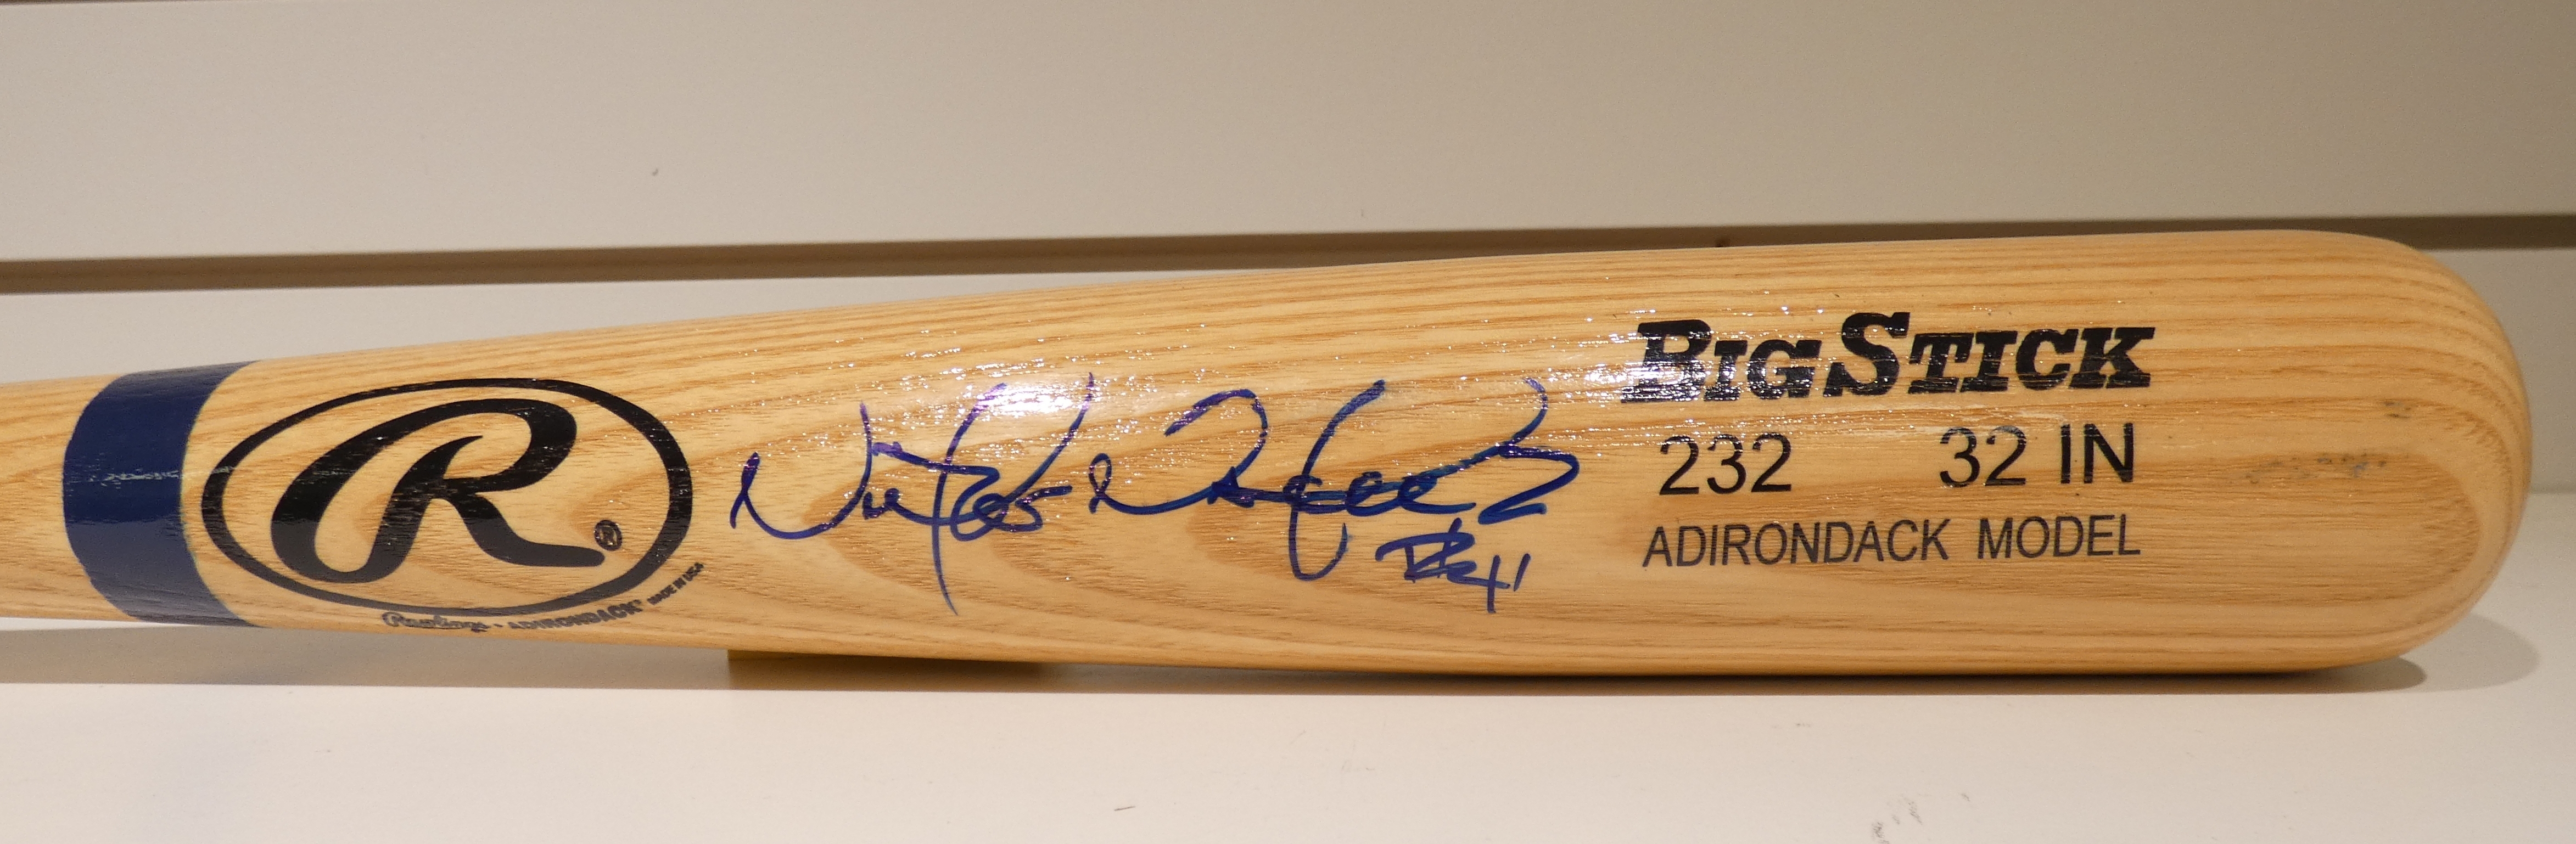 R
®
Rawlings · ADIRONDACK® MADE IN USA
BIG STICK
232 32 IN
ADIRONDACK MODEL